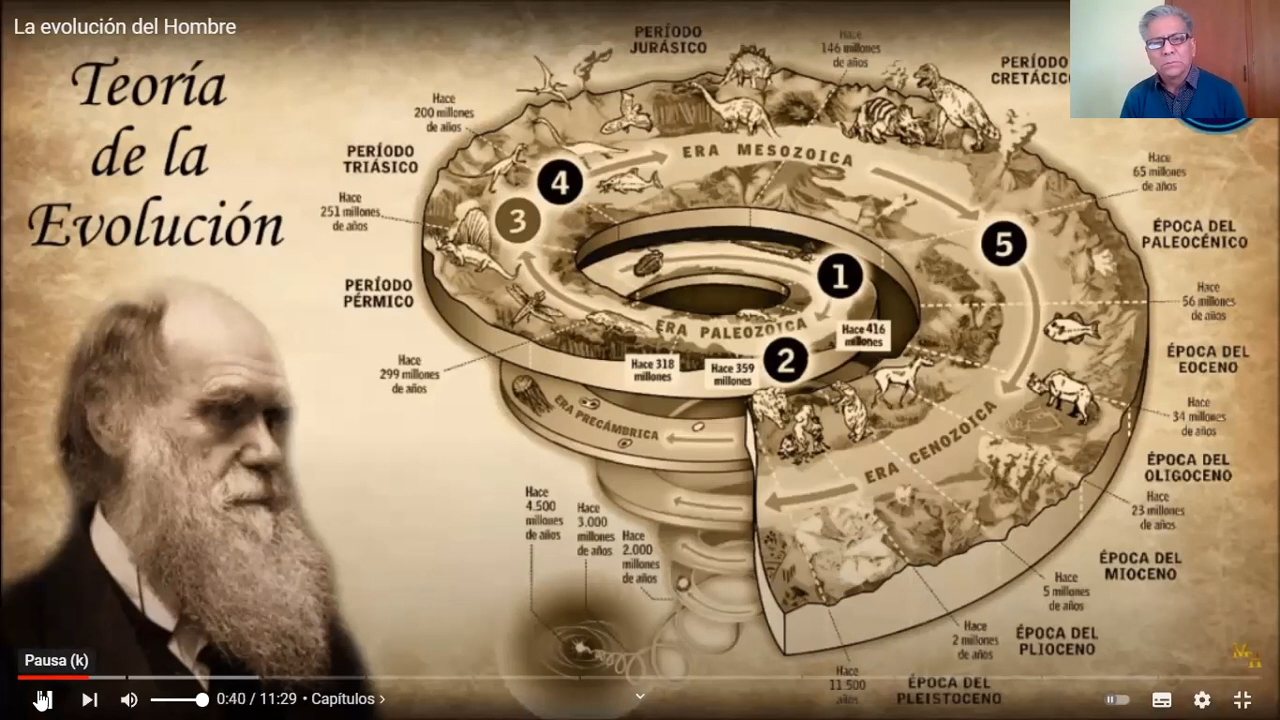 La evolución del Hombre
Teoría
de la
Evolución
PERÍODO
JURÁSICO
Hace
146 millones
de años
PERÍODO
CRETÁCIC
Hace
200 millones
de años
PERÍODO
TRIÁSICO
Hace
251 millones
de años
PERÍODO
PÉRMICO
Hace
299 millones
de años
4
3
ERA MESOZOICA
5
1
ERA PALEOZOICA
2
Hace 416
millones
Hace 318
millones
Hace 359
millones
ERA PRECÁMBRICA
ERA CENOZOICA
Hace
65 millones
de años
ÉPOCA DEL
PALEOCÉNICO
Hace
56 millones
de años
ÉPOCA DEL
EOCENO
Hace
34 millones
de años
ÉPOCA DEL
OLIGOCENO
Hace
23 millones
de años
ÉPOCA DEL
MIOCENO
Hace
5 millones
de años
ÉPOCA DEL
PLIOCENO
Hace
2 millones
de años
ÉPOCA DEL
PLEISTOCENO
Hace
11 500
años
Hace
4.500
millones
de años
Hace
3.000
millones
de años
Hace
2.000
millones
de años
Pausa (k)
0:40 / 11:29 • Capítulos ›